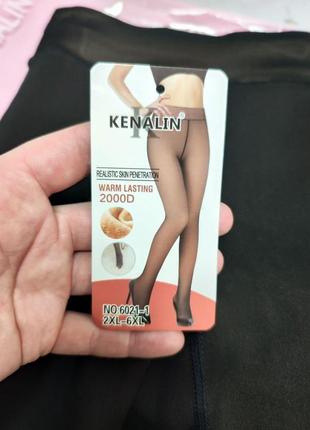 KENALIN®
REALISTIC SKIN PENETRATION
WARM LASTING
2000D
NO.6021-1
2XL-6XL